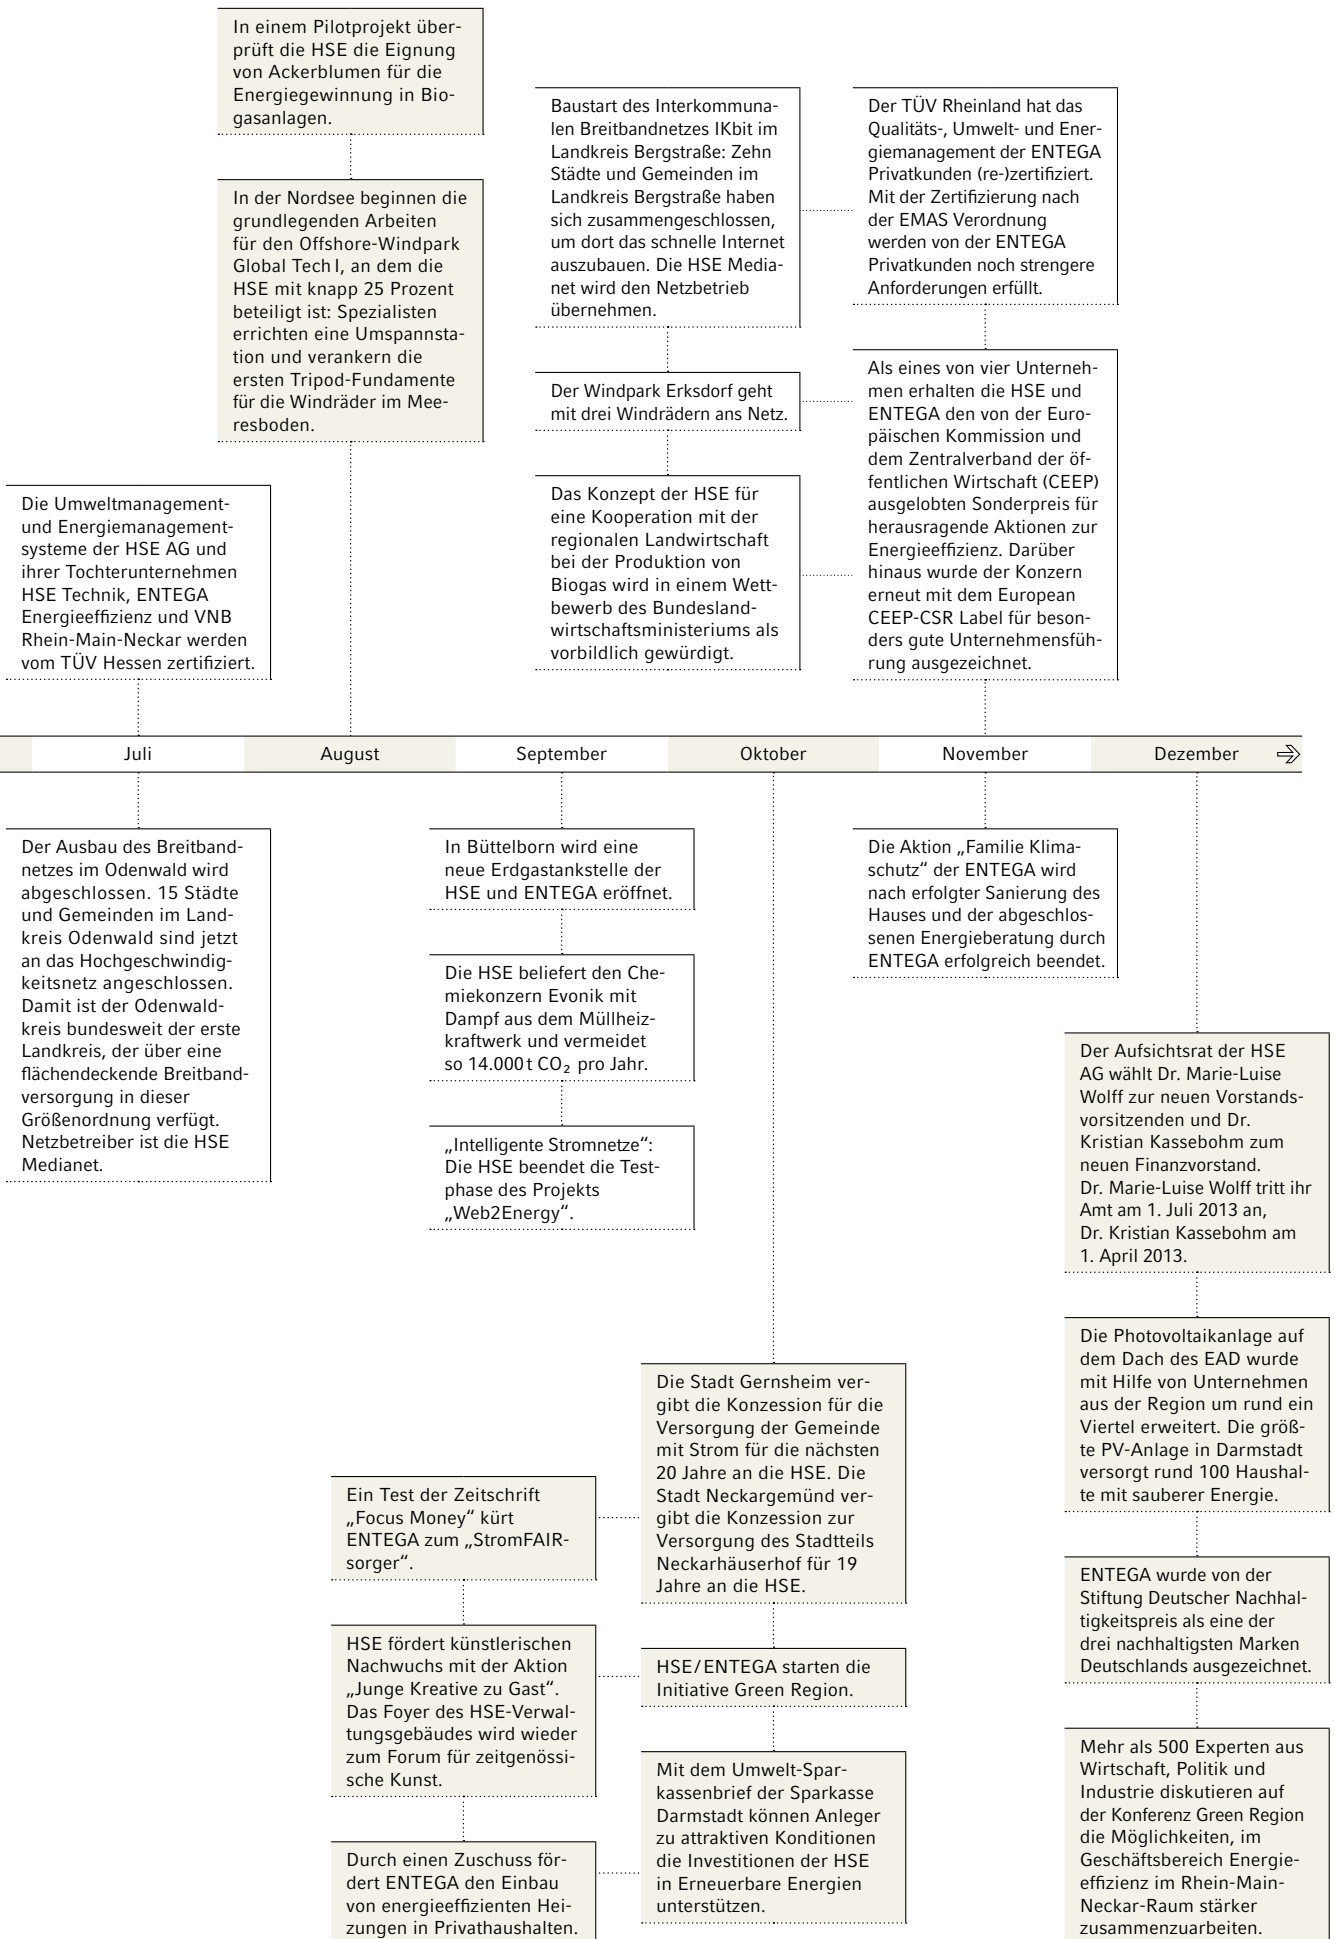 In einem Pilotprojekt über-
prüft die HSE die Eignung
von Ackerblumen für die
Energiegewinnung in Bio-
gasanlagen.
In der Nordsee beginnen die
grundlegenden Arbeiten
für den Offshore-Windpark
Global Tech I, an dem die
HSE mit knapp 25 Prozent
beteiligt ist: Spezialisten
errichten eine Umspannsta-
tion und verankern die
ersten Tripod-Fundamente
für die Windräder im Mee-
resboden.
Baustart des Interkommuna-
len Breitbandnetzes IKbit im
Landkreis Bergstraße: Zehn
Städte und Gemeinden im
Landkreis Bergstraße haben
sich zusammengeschlossen,
um dort das schnelle Internet
auszubauen. Die HSE Media-
net wird den Netzbetrieb
übernehmen.
Der Windpark Erksdorf geht
mit drei Windrädern ans Netz.
Das Konzept der HSE für
eine Kooperation mit der
regionalen Landwirtschaft
bei der Produktion von
Biogas wird in einem Wett-
bewerb des Bundesland-
wirtschaftsministeriums als
vorbildlich gewürdigt.
Der TÜV Rheinland hat das
Qualitäts-, Umwelt- und Ener-
giemanagement der ENTEGA
Privatkunden (re-)zertifiziert.
Mit der Zertifizierung nach
der EMAS Verordnung
werden von der ENTEGA
Privatkunden noch strengere
Anforderungen erfüllt.
Als eines von vier Unterneh-
men erhalten die HSE und
ENTEGA den von der Euro-
päischen Kommission und
dem Zentralverband der öf-
fentlichen Wirtschaft (CEEP)
ausgelobten Sonderpreis für
herausragende Aktionen zur
Energieeffizienz. Darüber
hinaus wurde der Konzern
erneut mit dem European
CEEP-CSR Label für beson-
ders gute Unternehmensfüh-
rung ausgezeichnet.
Die Umweltmanagement-
und Energiemanagement-
systeme der HSE AG und
ihrer Tochterunternehmen
HSE Technik, ENTEGA
Energieeffizienz und VNB
Rhein-Main-Neckar werden
vom TÜV Hessen zertifiziert.
Juli August September Oktober November Dezember
Der Ausbau des Breitband-
netzes im Odenwald wird
abgeschlossen. 15 Städte
und Gemeinden im Land-
kreis Odenwald sind jetzt
an das Hochgeschwindig-
keitsnetz angeschlossen.
Damit ist der Odenwald-
kreis bundesweit der erste
Landkreis, der über eine
flächendeckende Breitband-
versorgung in dieser
Größenordnung verfügt.
Netzbetreiber ist die HSE
Medianet.
In Büttelborn wird eine
neue Erdgastankstelle der
HSE und ENTEGA eröffnet.
Die HSE beliefert den Che-
miekonzern Evonik mit
Dampf aus dem Müllheiz-
kraftwerk und vermeidet
so 14.000 t CO₂ pro Jahr.
„Intelligente Stromnetze“:
Die HSE beendet die Test-
phase des Projekts
„Web2Energy“.
Die Aktion „Familie Klima-
schutz“ der ENTEGA wird
nach erfolgter Sanierung des
Hauses und der abgeschlos-
senen Energieberatung durch
ENTEGA erfolgreich beendet.
Ein Test der Zeitschrift
„Focus Money“ kürt
ENTEGA zum „StromFAIR-
sorger“.
HSE fördert künstlerischen
Nachwuchs mit der Aktion
„Junge Kreative zu Gast“.
Das Foyer des HSE-Verwal-
tungsgebäudes wird wieder
zum Forum für zeitgenössi-
sche Kunst.
Durch einen Zuschuss för-
dert ENTEGA den Einbau
von energieeffizienten Hei-
zungen in Privathaushalten.
Die Stadt Gernsheim ver-
gibt die Konzession für die
Versorgung der Gemeinde
mit Strom für die nächsten
20 Jahre an die HSE. Die
Stadt Neckargemünd ver-
gibt die Konzession zur
Versorgung des Stadtteils
Neckarhäuserhof für 19
Jahre an die HSE.
HSE/ENTEGA starten die
Initiative Green Region.
Mit dem Umwelt-Spar-
kassenbrief der Sparkasse
Darmstadt können Anleger
zu attraktiven Konditionen
die Investitionen der HSE
in Erneuerbare Energien
unterstützen.
Der Aufsichtsrat der HSE
AG wählt Dr. Marie-Luise
Wolff zur neuen Vorstands-
vorsitzenden und Dr.
Kristian Kassebohm zum
neuen Finanzvorstand.
Dr. Marie-Luise Wolff tritt ihr
Amt am 1. Juli 2013 an,
Dr. Kristian Kassebohm am
1. April 2013.
Die Photovoltaikanlage auf
dem Dach des EAD wurde
mit Hilfe von Unternehmen
aus der Region um rund ein
Viertel erweitert. Die größ-
te PV-Anlage in Darmstadt
versorgt rund 100 Haushal-
te mit sauberer Energie.
ENTEGA wurde von der
Stiftung Deutscher Nachhal-
tigkeitspreis als eine der
drei nachhaltigsten Marken
Deutschlands ausgezeichnet.
Mehr als 500 Experten aus
Wirtschaft, Politik und
Industrie diskutieren auf
der Konferenz Green Region
die Möglichkeiten, im
Geschäftsbereich Energie-
effizienz im Rhein-Main-
Neckar-Raum stärker
zusammenzuarbeiten.